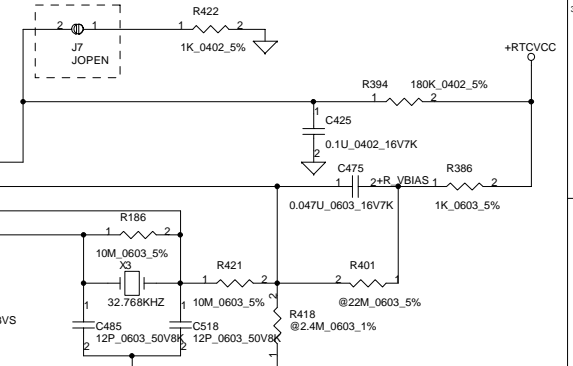 R422
2
1
1
2
J7
JOPEN
1K_0402_5%
+RTCVCC
R394
180K_0402_5%
1
2
1
C425
0.1U_0402_16V7K
2
C475
R386
1
2
+R_VBIAS
1
2
0.047U_0603_16V7K
1K_0603_5%
R186
1
2
10M_0603_5%
X3
R421
R401
1
2
2
1
32.768KHZ
10M_0603_5%
@22M_0603_5%
1
1
2
R418
@2.4M_0603_1%
C485
C518
12P_0603_50V8K
12P_0603_50V8K
2
2
1